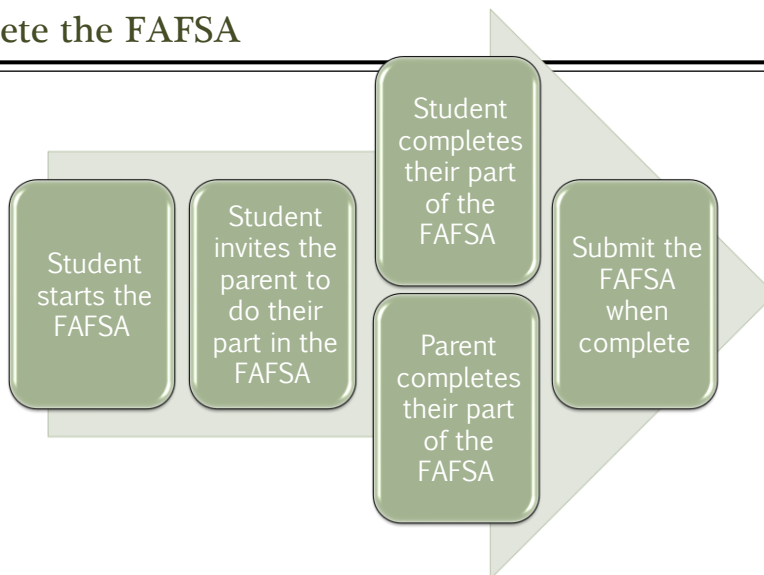 ete the FAFSA
Student
starts the
FAFSA
Student
invites the
parent to
do their
part in the
FAFSA
Student
completes
their part
of the
FAFSA
Parent
completes
their part
of the
FAFSA
Submit the
FAFSA
when
complete